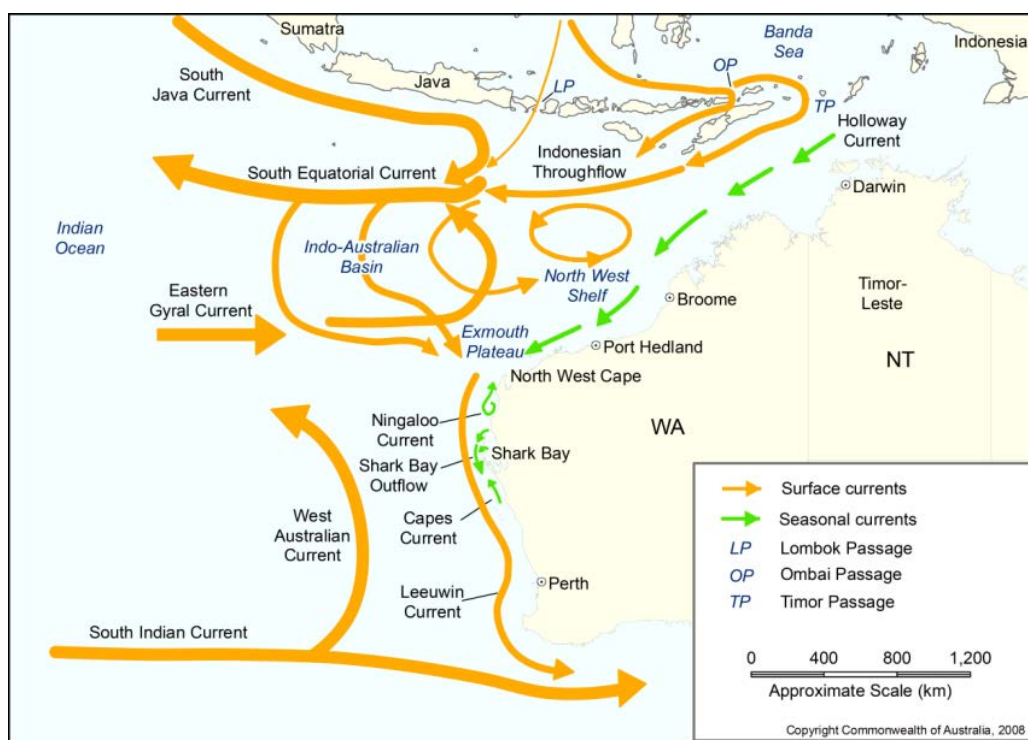 Sumatra
Banda
Sea
Indonesia
South
Java Current
Java
LP
OP
TP
Holloway
Current
Indonesian
Throughflow
South Equatorial Current
Darwin
Indian
Ocean
Indo-Australian
Basin
North West
Shelf
Timor-
Leste
Eastern
Gyral Current
Broome
Exmouth
Plateau
Port Hedland
NT
North West Cape
Ningaloo
Current
WA
Shark Bay
Shark Bay
Outflow
West
Australian
Current
Capes
Current
Leeuwin
Current
Perth
South Indian Current
Surface currents
Seasonal currents
LP Lombok Passage
OP Ombai Passage
TP Timor Passage
0 400 800 1,200
Approximate Scale (km)
Copyright Commonwealth of Australia, 2008